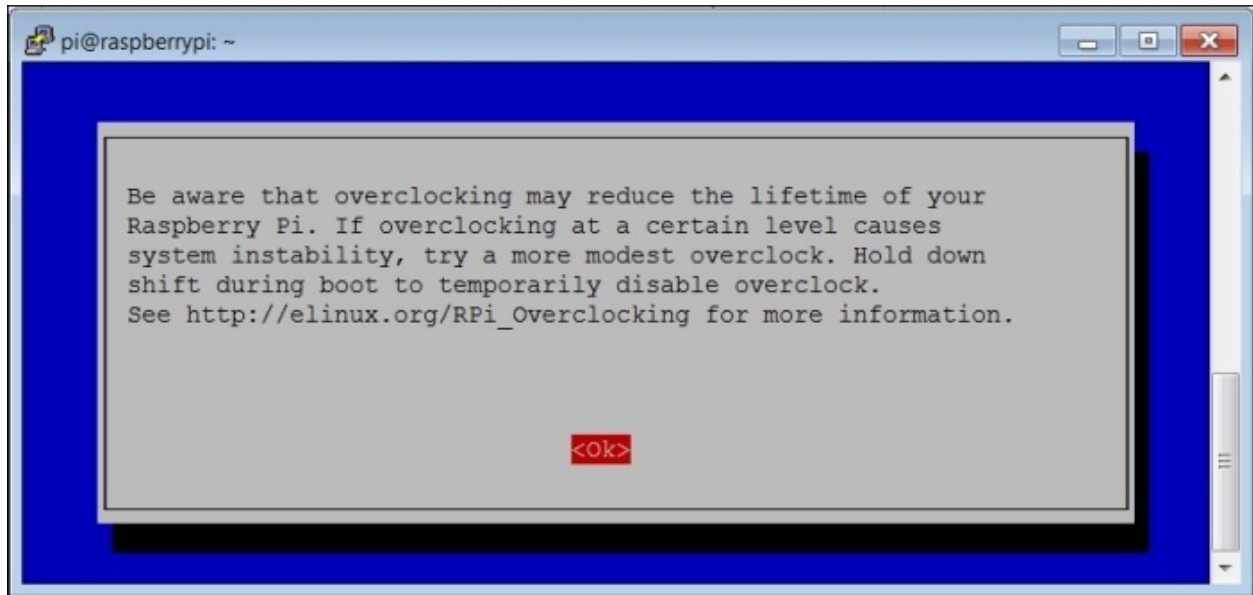 pi@raspberrypi: ~
Be aware that overclocking may reduce the lifetime of your
Raspberry Pi. If overclocking at a certain level causes
system instability, try a more modest overclock. Hold down
shift during boot to temporarily disable overclock.
See http://elinux.org/RPi_Overclocking for more information.
<Ok>